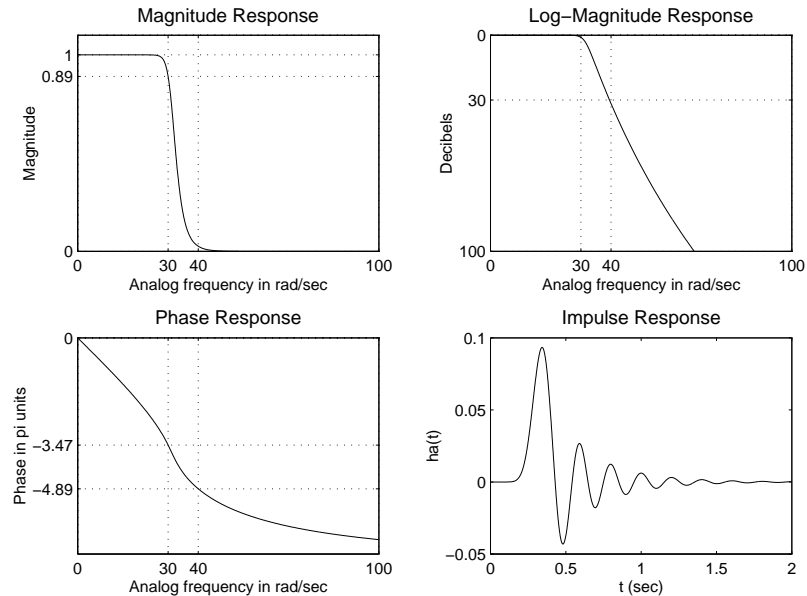 Magnitude Response
Magnitude
1
0.89
0
0
30
40
100
Analog frequency in rad/sec
Log−Magnitude Response
Decibels
0
30
100
0
30
40
100
Analog frequency in rad/sec
Phase Response
Phase in pi units
0
−3.47
−4.89
0
30
40
100
Analog frequency in rad/sec
Impulse Response
ha(t)
0.1
0.05
0
−0.05
0
0.5
1
1.5
2
t (sec)